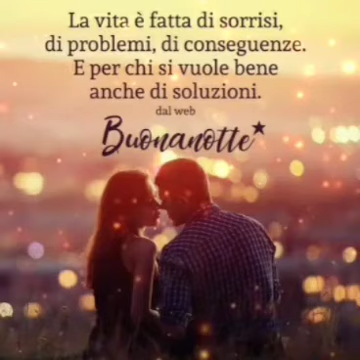 La vita è fatta di sorrisi,
di problemi, di conseguenze.
E per chi si vuole bene
anche di soluzioni.
dal web
Buonanotte★